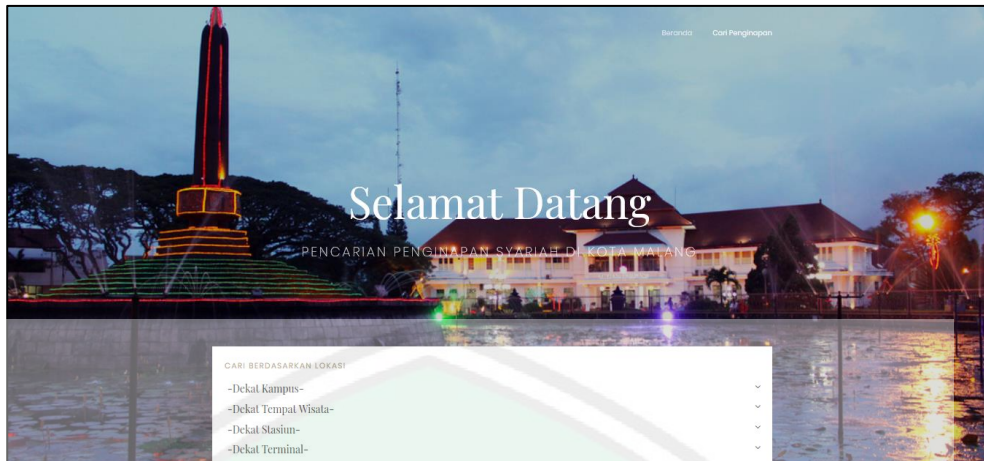 Beranda Cari Penginapan
Selamat Datang
PENCARIAN PENGINAPAN SYARIAH DI KOTA MALANG
CARI BERDASARKAN LOKASI
-Dekat Kampus-
-Dekat Tempat Wisata-
-Dekat Stasiun-
-Dekat Terminal-